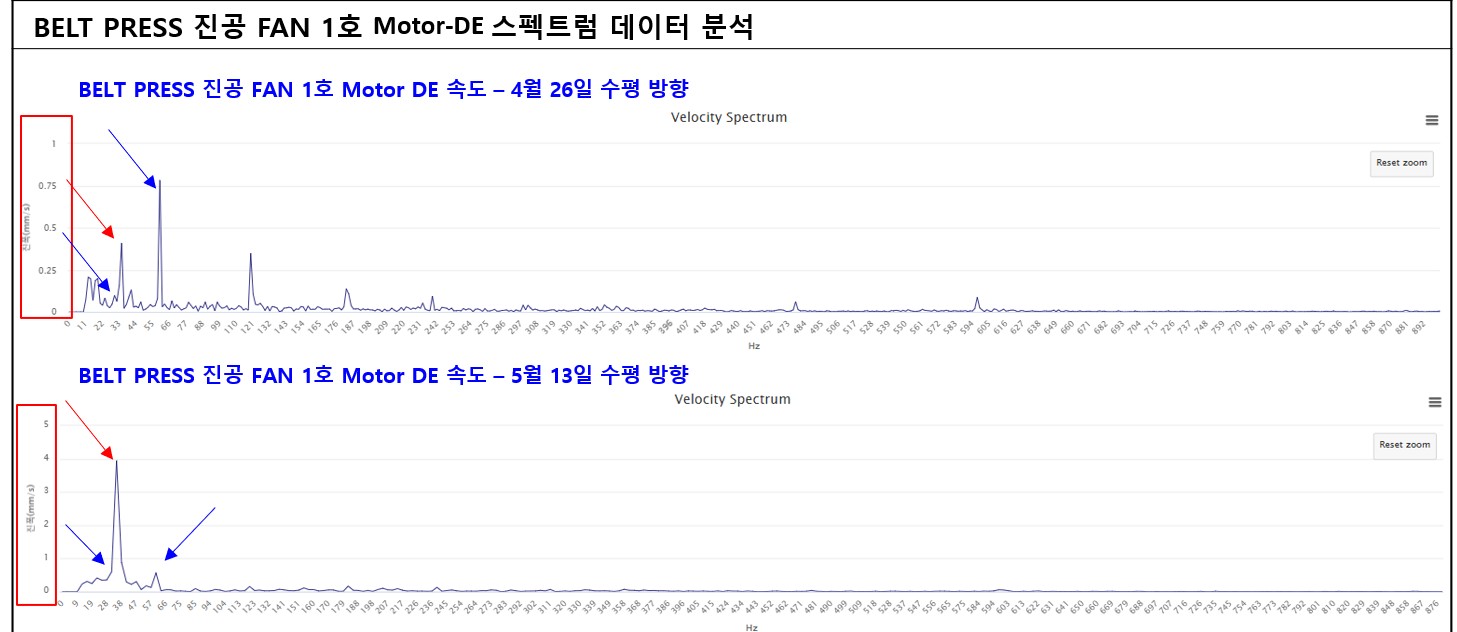 BELT PRESS 진공 FAN 1호 Motor-DE 스펙트럼 데이터 분석
BELT PRESS 진공 FAN 1호 Motor DE 속도 – 4월 26일 수평 방향
Velocity Spectrum
Reset zoom
1
0.75
0.5
0.25
0
진폭(mm/s)
0 11 22 33 44 55 66 77 88 99 110 121 132 143 154 165 176 187 198 209 220 231 242 253 264 275 286 297 308 319 330 341 352 363 374 385 396 407 418 429 440 451 462 473 484 495 506 517 528 539 550 561 572 583 594 605 616 627 638 649 660 671 682 693 704 715 726 737 748 759 770 781 792 803 814 825 836 847 858 870 881 892
Hz
BELT PRESS 진공 FAN 1호 Motor DE 속도 – 5월 13일 수평 방향
Velocity Spectrum
Reset zoom
5
4
3
2
1
0
진폭(mm/s)
0 9 19 28 38 47 57 66 75 85 94 104 113 123 132 141 151 160 170 179 188 198 207 217 226 236 245 254 264 273 283 292 302 311 320 330 339 349 358 368 377 386 396 405 415 424 434 443 452 462 471 481 490 499 509 518 528 537 547 556 565 575 584 594 603 613 622 631 641 650 660 669 679 688 697 707 716 726 735 745 754 763 773 782 792 801 810 820 829 839 848 858 867 876
Hz